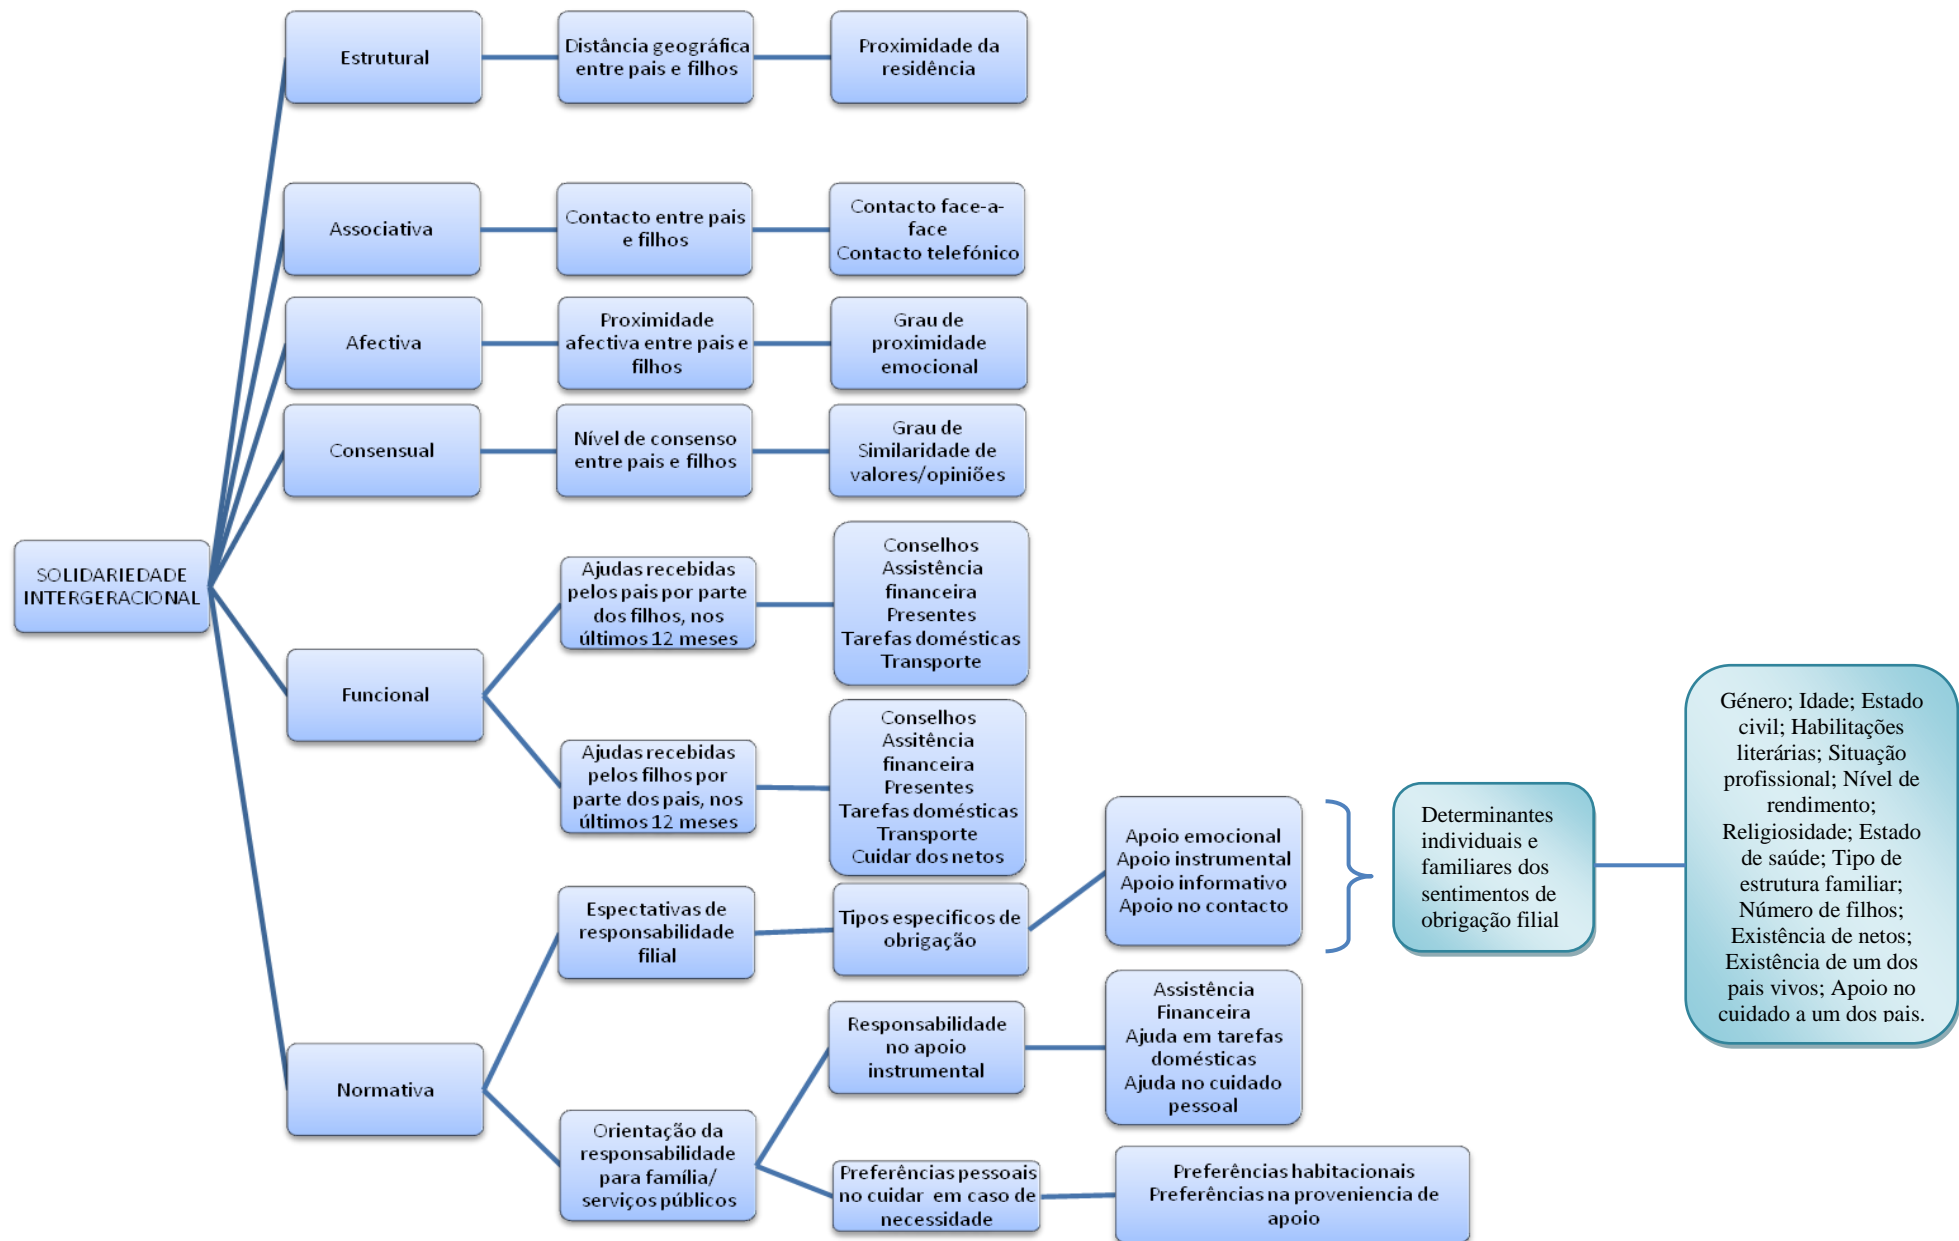 SOLIDARIEDADE
INTERGERACIONAL
Estrutural
Distância geográfica
entre pais e filhos
Proximidade da
residência
Associativa
Contacto entre pais
e filhos
Contacto face-a-
face
Contacto telefónico
Afectiva
Proximidade
afectiva entre pais e
filhos
Grau de
proximidade
emocional
Consensual
Nível de consenso
entre pais e filhos
Grau de
Similaridade de
valores/opiniões
Funcional
Ajudas recebidas
pelos pais por parte
dos filhos, nos
últimos 12 meses
Conselhos
Assistência
financeira
Presentes
Tarefas domésticas
Transporte
Ajudas recebidas
pelos filhos por
parte dos pais, nos
últimos 12 meses
Conselhos
Assitência
financeira
Presentes
Tarefas domésticas
Transporte
Cuidar dos netos
Normativa
Espectativas de
responsabilidade
filial
Tipos especificos de
obrigação
Apoio emocional
Apoio instrumental
Apoio informativo
Apoio no contacto
Determinantes
individuais e
familiares dos
sentimentos de
obrigação filial
Género; Idade; Estado
civil; Habilitações
literárias; Situação
profissional; Nível de
rendimento;
Religiosidade; Estado
de saúde; Tipo de
estrutura familiar;
Número de filhos;
Existência de netos;
Existência de um dos
pais vivos; Apoio no
cuidado a um dos pais.
Orientação da
responsabilidade
para família/
serviços públicos
Responsabilidade
no apoio
instrumental
Assistência
Financeira
Ajuda em tarefas
domésticas
Ajuda no cuidado
pessoal
Preferências pessoais
no cuidar em caso de
necessidade
Preferências habitacionais
Preferências na proveniencia de
apoio